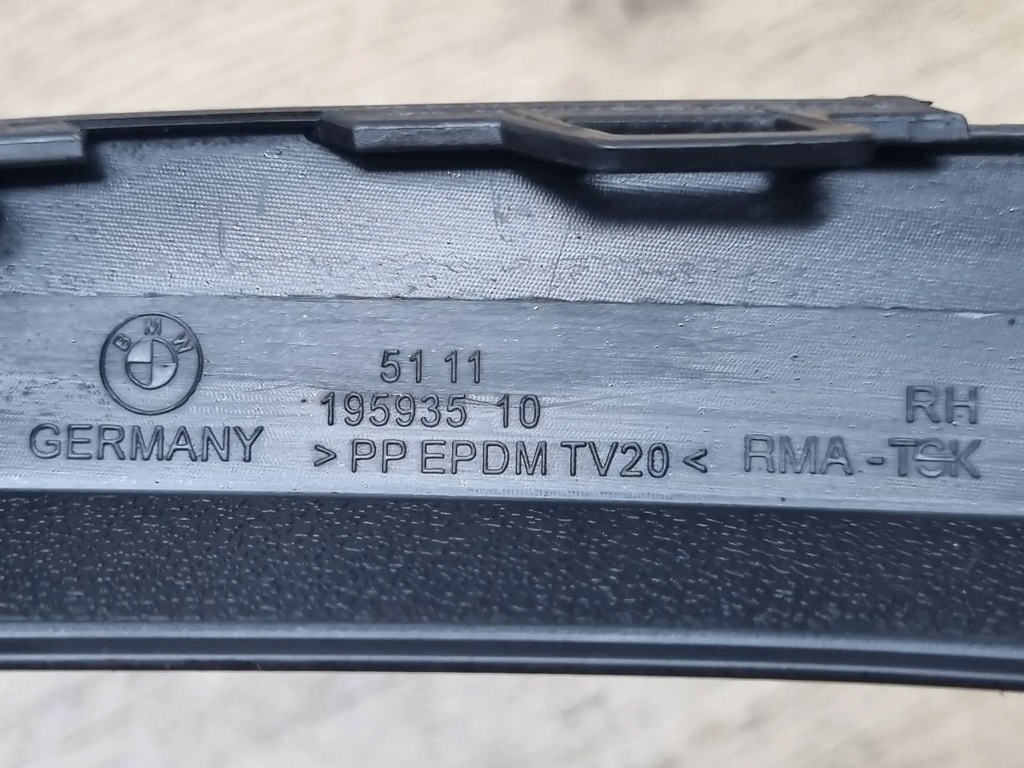 BMW
GERMANY
51 11
195935 10
> PP EPDM TV20 <
RH
RMA -TSK